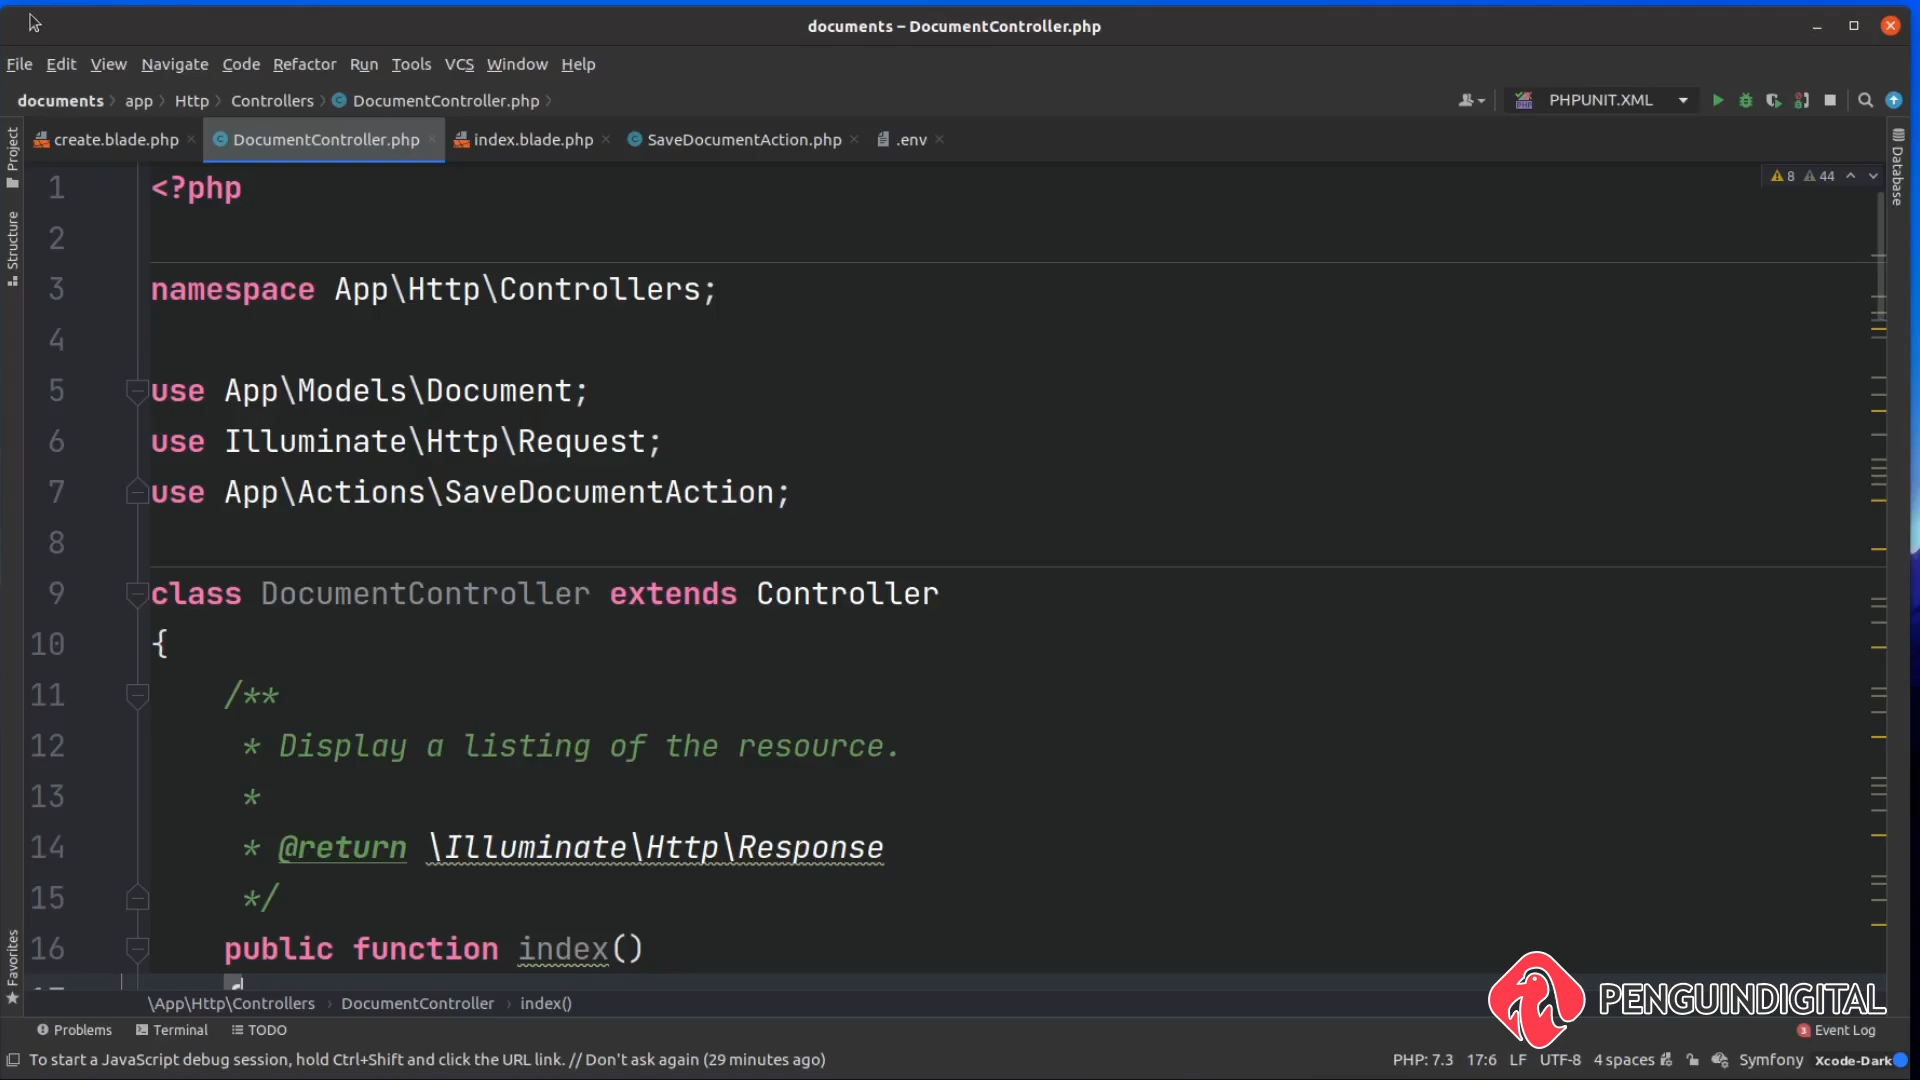 documents – DocumentController.php
File Edit View Navigate Code Refactor Run Tools VCS Window Help
documents app Http Controllers DocumentController.php
PHPUNIT.XML
create.blade.php DocumentController.php index.blade.php SaveDocumentAction.php .env
Project
Structure
Favorites
Database
8 44
1 <?php
2
3 namespace App\Http\Controllers;
4
5 use App\Models\Document;
6 use Illuminate\Http\Request;
7 use App\Actions\SaveDocumentAction;
8
9 class DocumentController extends Controller
10 {
11 /**
12 * Display a listing of the resource.
13 *
14 * @return \Illuminate\Http\Response
15 */
16 public function index()
\App\Http\Controllers › DocumentController › index()
PENGUINDIGITAL
Problems Terminal TODO
3 Event Log
To start a JavaScript debug session, hold Ctrl+Shift and click the URL link. // Don't ask again (29 minutes ago)
PHP: 7.3 17:6 LF UTF-8 4 spaces Symfony Xcode-Dark